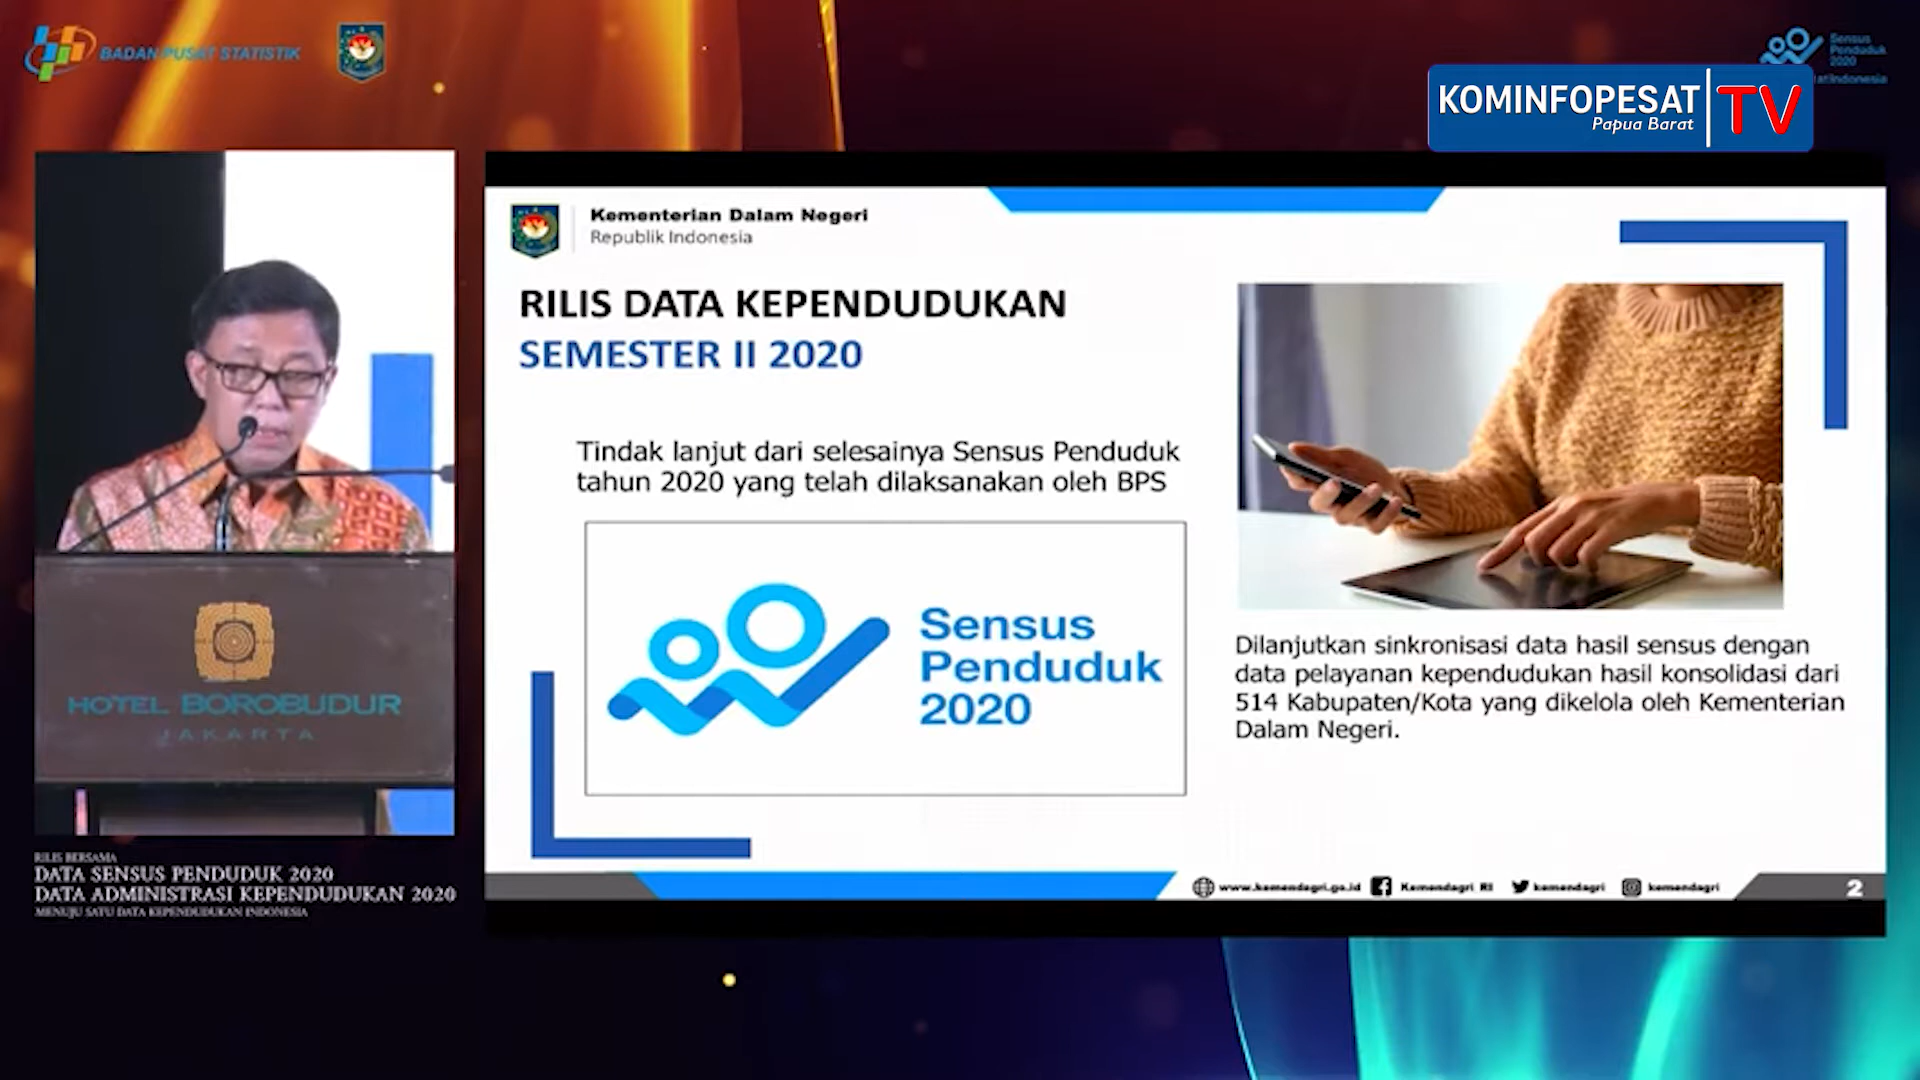 BADAN PUSAT STATISTIK
Sensus
Penduduk
2020
KOMINFOPESAT
Papua Barat
TV
Kementerian Dalam Negeri
Republik Indonesia
RILIS DATA KEPENDUDUKAN
SEMESTER II 2020
Tindak lanjut dari selesainya Sensus Penduduk
tahun 2020 yang telah dilaksanakan oleh BPS
Sensus
Penduduk
2020
Dilanjutkan sinkronisasi data hasil sensus dengan
data pelayanan kependudukan hasil konsolidasi dari
514 Kabupaten/Kota yang dikelola oleh Kementerian
Dalam Negeri.
www.kemendagri.go.id Kemendagri RI kemendagri kemendagri 2
HOTEL BOROBUDUR
JAKARTA
RILIS BERSAMA
DATA SENSUS PENDUDUK 2020
DATA ADMINISTRASI KEPENDUDUKAN 2020
MENUJU SATU DATA KEPENDUDUKAN INDONESIA